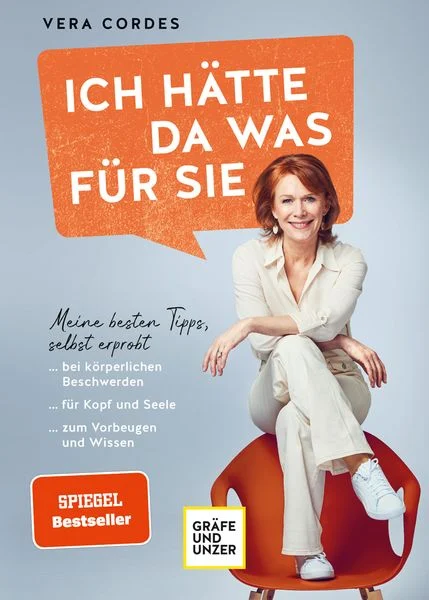 VERA CORDES
ICH HÄTTE
DA WAS
FÜR SIE
Meine besten Tipps,
selbst erprobt
... bei körperlichen
Beschwerden
... für Kopf und Seele
... zum Vorbeugen
und Wissen
SPIEGEL
Bestseller
GRÄFE
UND
UNZER